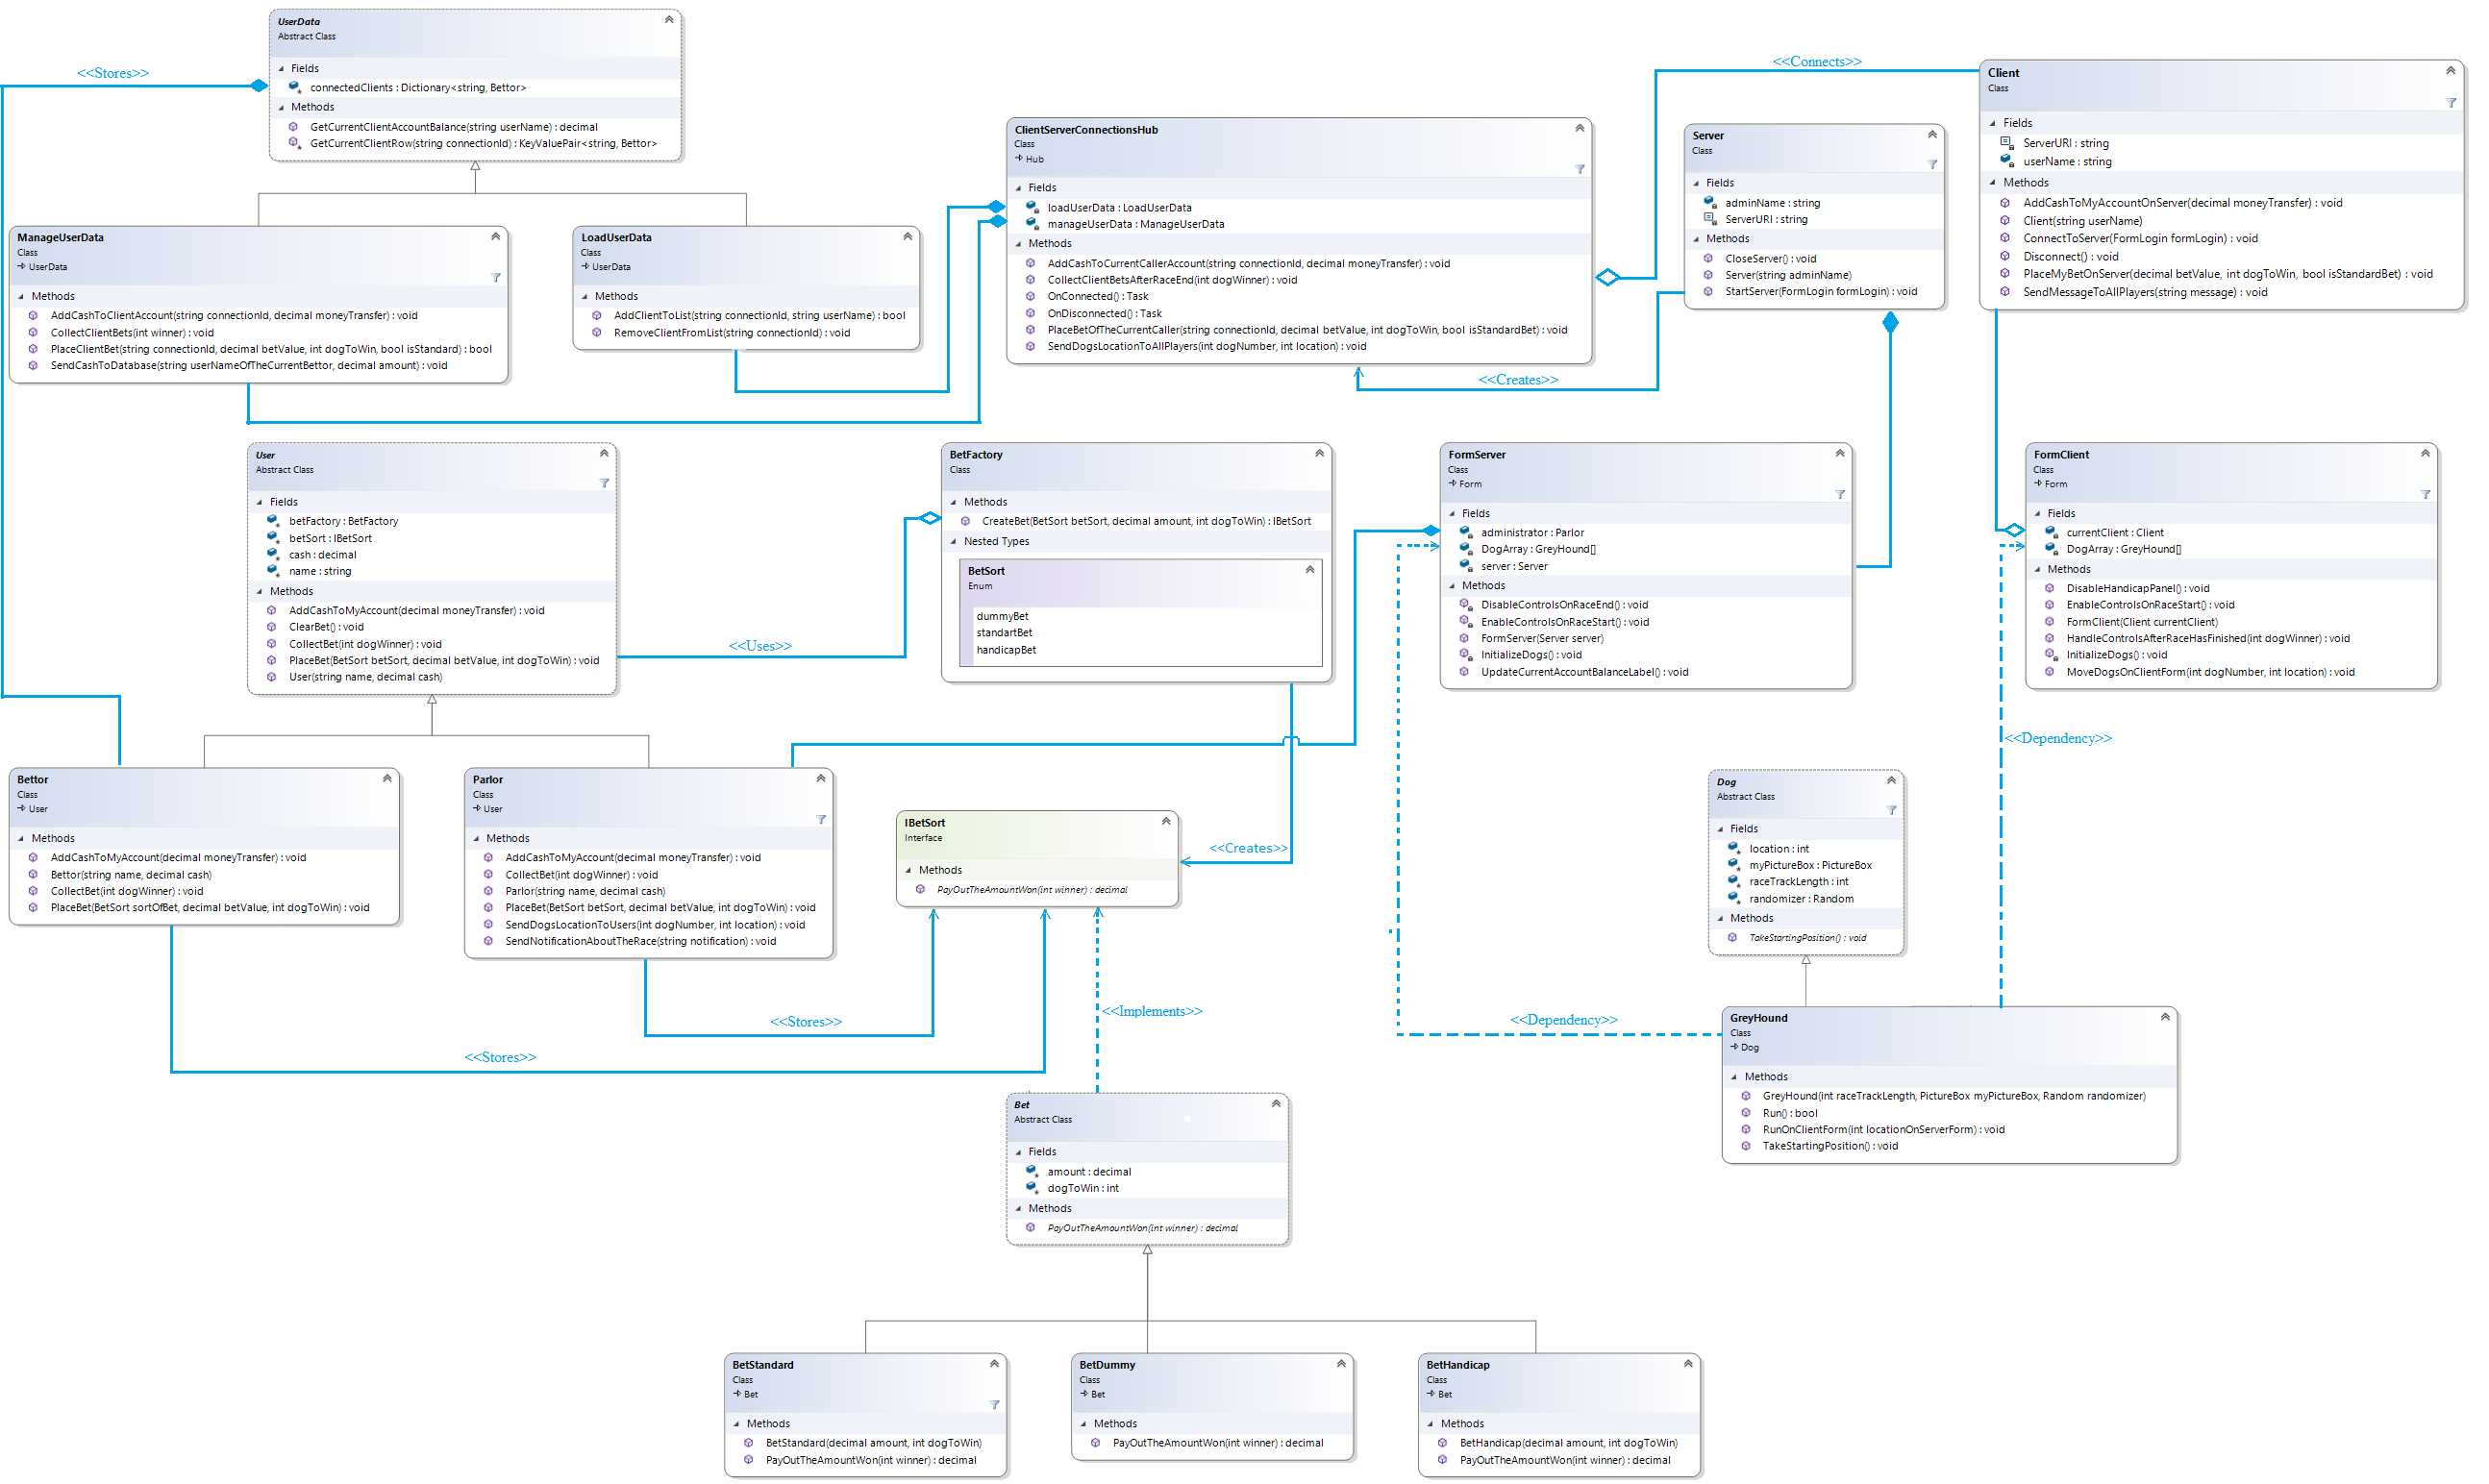 UserData
Abstract Class
Fields
connectedClients : Dictionary<string, Bettor>
Methods
GetCurrentClientAccountBalance(string userName) : decimal
GetCurrentClientRow(string connectionId) : KeyValuePair<string, Bettor>
<<Stores>>
ManageUserData
Class
UserData
Methods
AddCashToClientAccount(string connectionId, decimal moneyTransfer) : void
CollectClientBets(int winner) : void
PlaceClientBet(string connectionId, decimal betValue, int dogToWin, bool isStandard) : bool
SendCashToDatabase(string userNameOfTheCurrentBettor, decimal amount) : void
LoadUserData
Class
UserData
Methods
AddClientToList(string connectionId, string userName) : bool
RemoveClientFromList(string connectionId) : void
ClientServerConnectionsHub
Class
Hub
Fields
loadUserData : LoadUserData
manageUserData : ManageUserData
Methods
AddCashToCurrentCallerAccount(string connectionId, decimal moneyTransfer) : void
CollectClientBetsAfterRaceEnd(int dogWinner) : void
OnConnected() : Task
OnDisconnected() : Task
PlaceBetOfTheCurrentCaller(string connectionId, decimal betValue, int dogToWin, bool isStandardBet) : void
SendDogsLocationToAllPlayers(int dogNumber, int location) : void
<<Creates>>
<<Connects>>
Server
Class
Fields
adminName : string
ServerURI : string
Methods
CloseServer() : void
Server(string adminName)
StartServer(FormLogin formLogin) : void
Client
Class
Fields
ServerURI : string
userName : string
Methods
AddCashToMyAccountOnServer(decimal moneyTransfer) : void
Client(string userName)
ConnectToServer(FormLogin formLogin) : void
Disconnect() : void
PlaceMyBetOnServer(decimal betValue, int dogToWin, bool isStandardBet) : void
SendMessageToAllPlayers(string message) : void
User
Abstract Class
Fields
betFactory : BetFactory
betSort : IBetSort
cash : decimal
name : string
Methods
AddCashToMyAccount(decimal moneyTransfer) : void
ClearBet() : void
CollectBet(int dogWinner) : void
PlaceBet(BetSort betSort, decimal betValue, int dogToWin) : void
User(string name, decimal cash)
<<Uses>>
BetFactory
Class
Methods
CreateBet(BetSort betSort, decimal amount, int dogToWin) : IBetSort
Nested Types
BetSort
Enum
dummyBet
standartBet
handicapBet
FormServer
Class
Form
Fields
administrator : Parlor
DogArray : GreyHound[]
server : Server
Methods
DisableControlsOnRaceEnd() : void
EnableControlsOnRaceStart() : void
FormServer(Server server)
InitializeDogs() : void
UpdateCurrentAccountBalanceLabel() : void
FormClient
Class
Form
Fields
currentClient : Client
DogArray : GreyHound[]
Methods
DisableHandicapPanel() : void
EnableControlsOnRaceStart() : void
FormClient(Client currentClient)
HandleControlsAfterRaceHasFinished(int dogWinner) : void
InitializeDogs() : void
MoveDogsOnClientForm(int dogNumber, int location) : void
<<Dependency>>
Bettor
Class
User
Methods
AddCashToMyAccount(decimal moneyTransfer) : void
Bettor(string name, decimal cash)
CollectBet(int dogWinner) : void
PlaceBet(BetSort sortOfBet, decimal betValue, int dogToWin) : void
Parlor
Class
User
Methods
AddCashToMyAccount(decimal moneyTransfer) : void
CollectBet(int dogWinner) : void
Parlor(string name, decimal cash)
PlaceBet(BetSort betSort, decimal betValue, int dogToWin) : void
SendDogsLocationToUsers(int dogNumber, int location) : void
SendNotificationAboutTheRace(string notification) : void
IBetSort
Interface
Methods
PayOutTheAmountWon(int winner) : decimal
<<Creates>>
Dog
Abstract Class
Fields
location : int
myPictureBox : PictureBox
raceTrackLength : int
randomizer : Random
Methods
TakeStartingPosition() : void
<<Stores>>
<<Stores>>
<<Implements>>
<<Dependency>>
GreyHound
Class
Dog
Methods
GreyHound(int raceTrackLength, PictureBox myPictureBox, Random randomizer)
Run() : bool
RunOnClientForm(int locationOnServerForm) : void
TakeStartingPosition() : void
Bet
Abstract Class
Fields
amount : decimal
dogToWin : int
Methods
PayOutTheAmountWon(int winner) : decimal
BetStandard
Class
Bet
Methods
BetStandard(decimal amount, int dogToWin)
PayOutTheAmountWon(int winner) : decimal
BetDummy
Class
Bet
Methods
PayOutTheAmountWon(int winner) : decimal
BetHandicap
Class
Bet
Methods
BetHandicap(decimal amount, int dogToWin)
PayOutTheAmountWon(int winner) : decimal